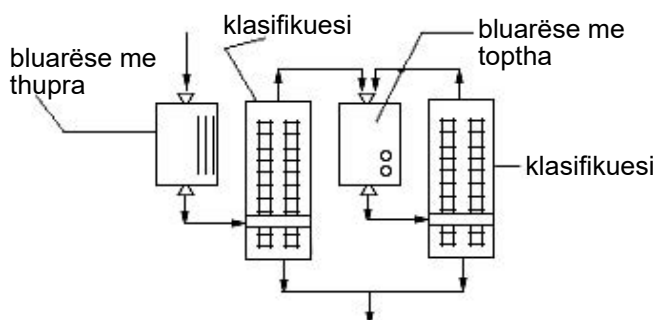 bluarëse me
thupra
klasifikuesi
bluarëse me
toptha
klasifikuesi